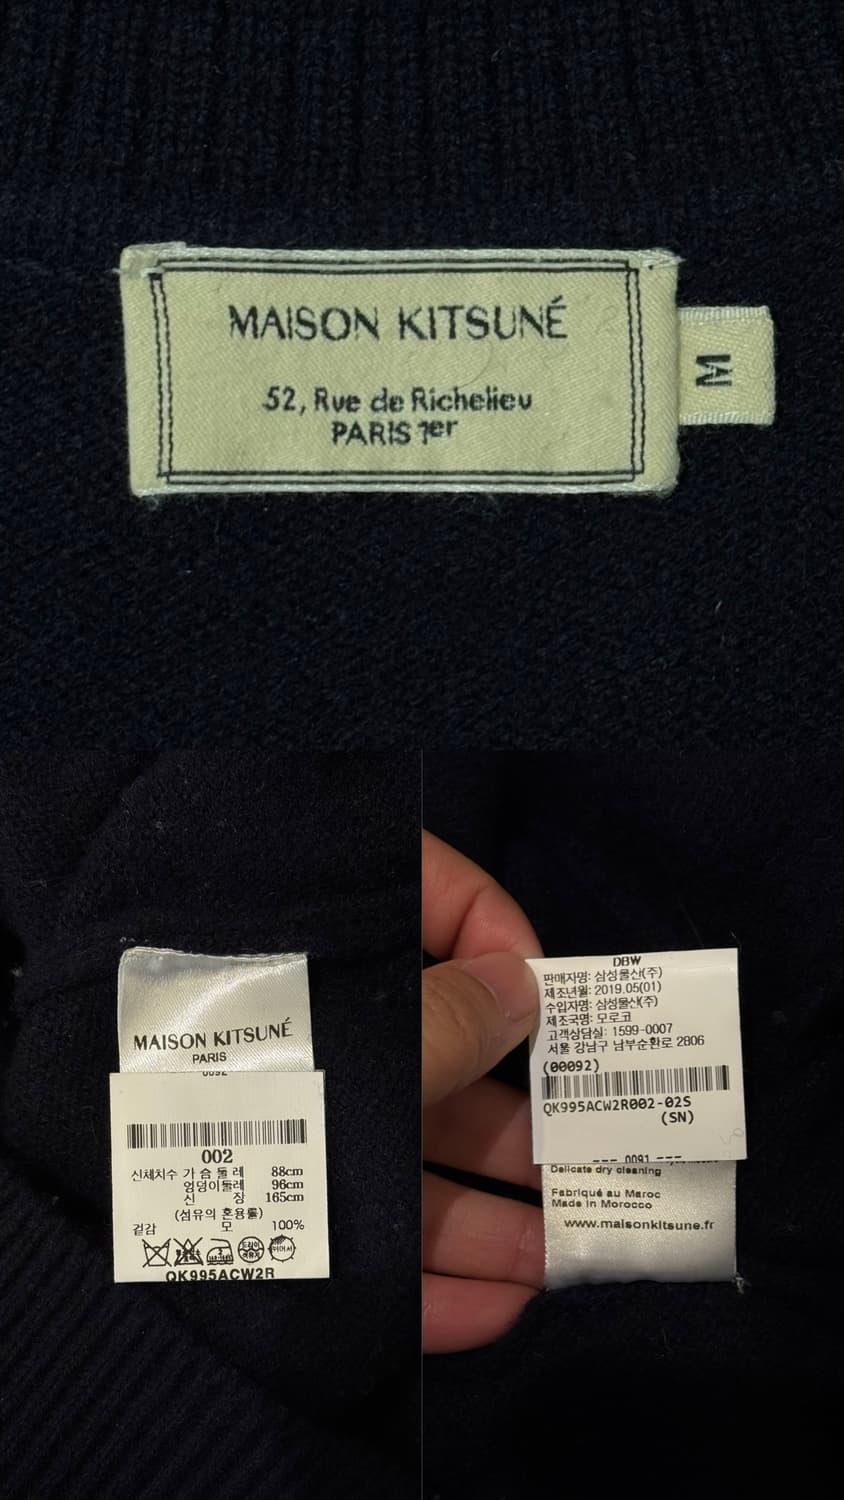 MAISON KITSUNÉ
52, Rue de Richelieu
PARIS 1er
M
MAISON KITSUNÉ
PARIS
0092
002
신체치수 가 슴 둘 레 88cm
엉덩이둘레 96cm
신 장 165cm
(섬유의 혼용률)
겉감 모 100%
QK995ACW2R
DBW
판매자명: 삼성물산(주)
제조년월: 2019.05(01)
수입자명: 삼성물산(주)
제조국명: 모로코
고객상담실: 1599-0007
서울 강남구 남부순환로 2806
(00092)
QK995ACW2R002-02S
(SN)
--- 0091 ---
Delicate dry cleaning
Fabriqué au Maroc
Made in Morocco
www.maisonkitsune.fr